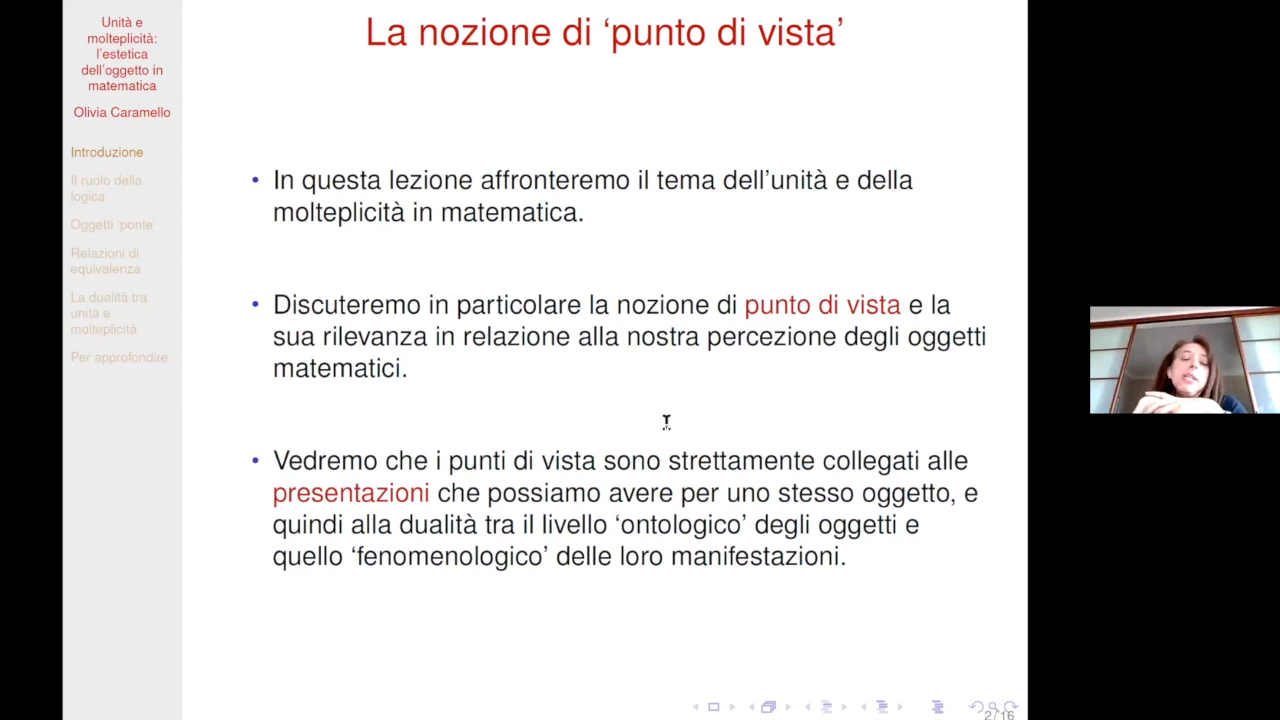 Unità e
molteplicità:
l'estetica
dell'oggetto in
matematica
Olivia Caramello
Introduzione
Il ruolo della
logica
Oggetti 'ponte'
Relazioni di
equivalenza
La dualità tra
unità e
molteplicità
Per approfondire
La nozione di ‘punto di vista’
• In questa lezione affronteremo il tema dell’unità e della
molteplicità in matematica.
• Discuteremo in particolare la nozione di punto di vista e la
sua rilevanza in relazione alla nostra percezione degli oggetti
matematici.
• Vedremo che i punti di vista sono strettamente collegati alle
presentazioni che possiamo avere per uno stesso oggetto, e
quindi alla dualità tra il livello ‘ontologico’ degli oggetti e
quello ‘fenomenologico’ delle loro manifestazioni.
2/16